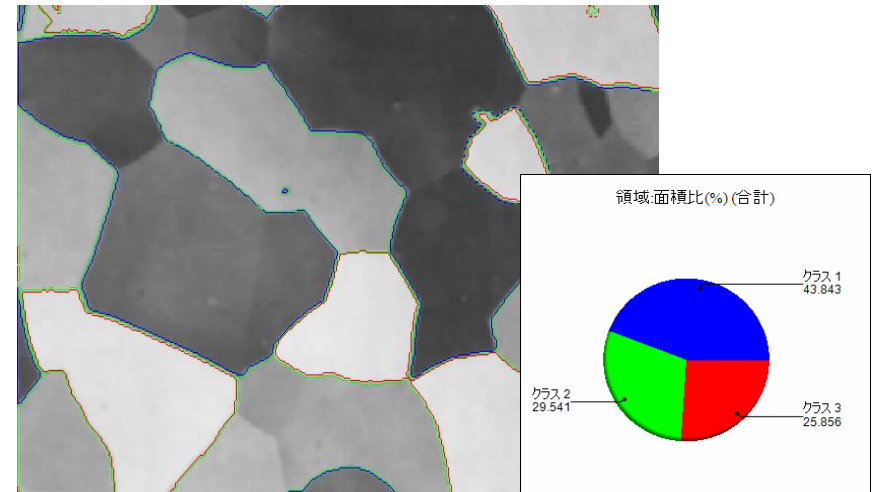 領域:面積比(%) (合計)
クラス 1
43.843
クラス 2
29.541
クラス 3
25.856